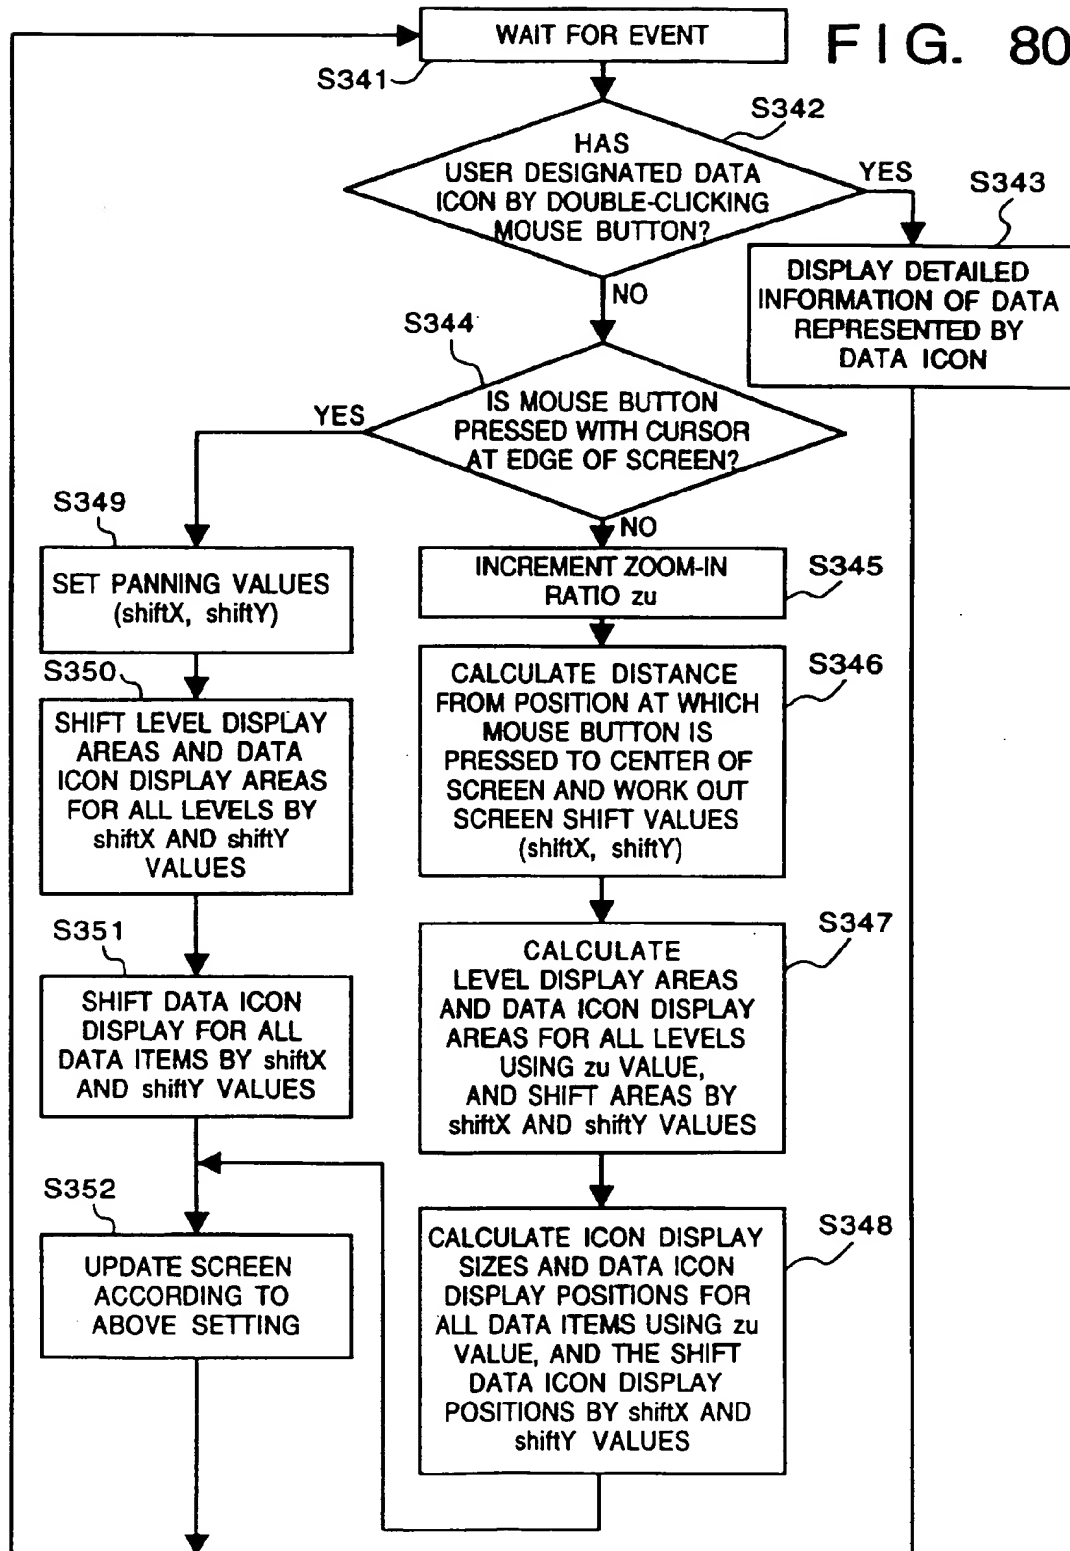 FIG. 80
WAIT FOR EVENT
S341
S342
HAS
USER DESIGNATED DATA
ICON BY DOUBLE-CLICKING
MOUSE BUTTON?
YES
S343
DISPLAY DETAILED
INFORMATION OF DATA
REPRESENTED BY
DATA ICON
NO
S344
IS MOUSE BUTTON
PRESSED WITH CURSOR
AT EDGE OF SCREEN?
YES
NO
S349
SET PANNING VALUES
(shiftX, shiftY)
S350
SHIFT LEVEL DISPLAY
AREAS AND DATA
ICON DISPLAY AREAS
FOR ALL LEVELS BY
shiftX AND shiftY
VALUES
S351
SHIFT DATA ICON
DISPLAY FOR ALL
DATA ITEMS BY shiftX
AND shiftY VALUES
S352
UPDATE SCREEN
ACCORDING TO
ABOVE SETTING
INCREMENT ZOOM-IN
RATIO zu
S345
CALCULATE DISTANCE
FROM POSITION AT WHICH
MOUSE BUTTON IS
PRESSED TO CENTER OF
SCREEN AND WORK OUT
SCREEN SHIFT VALUES
(shiftX, shiftY)
S346
CALCULATE
LEVEL DISPLAY AREAS
AND DATA ICON DISPLAY
AREAS FOR ALL LEVELS
USING zu VALUE,
AND SHIFT AREAS BY
shiftX AND shiftY VALUES
S347
CALCULATE ICON DISPLAY
SIZES AND DATA ICON
DISPLAY POSITIONS FOR
ALL DATA ITEMS USING zu
VALUE, AND THE SHIFT
DATA ICON DISPLAY
POSITIONS BY shiftX AND
shiftY VALUES
S348